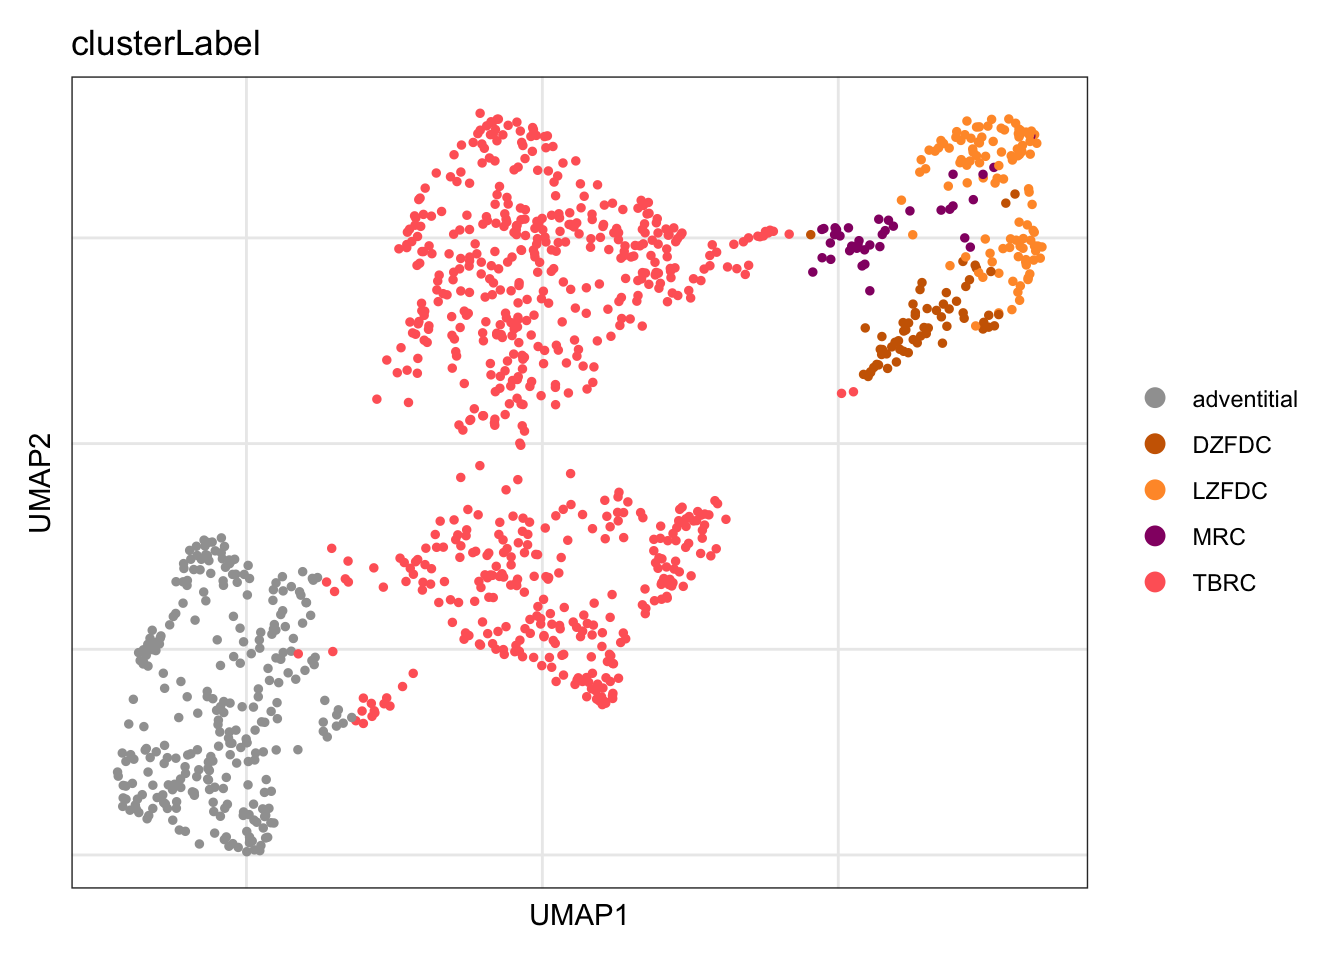 clusterLabel
UMAP2
UMAP1
adventitial
DZFDC
LZFDC
MRC
TBRC